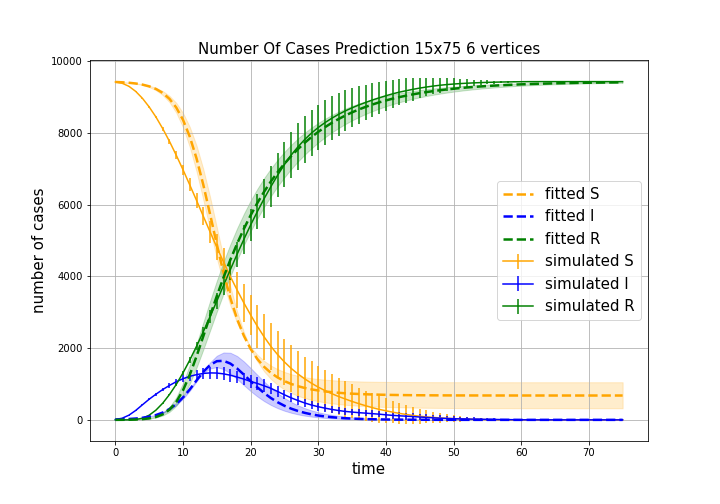 Number Of Cases Prediction 15x75 6 vertices
number of cases
10000
8000
6000
4000
2000
0
fitted S
fitted I
fitted R
simulated S
simulated I
simulated R
0 10 20 30 40 50 60 70
time